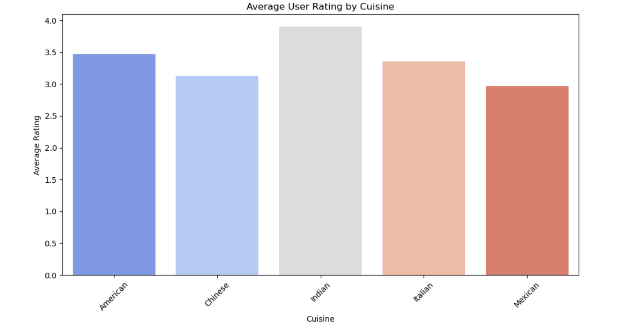 Average User Rating by Cuisine
Average Rating
4.0
3.5
3.0
2.5
2.0
1.5
1.0
0.5
0.0
American
Chinese
Indian
Italian
Mexican
Cuisine